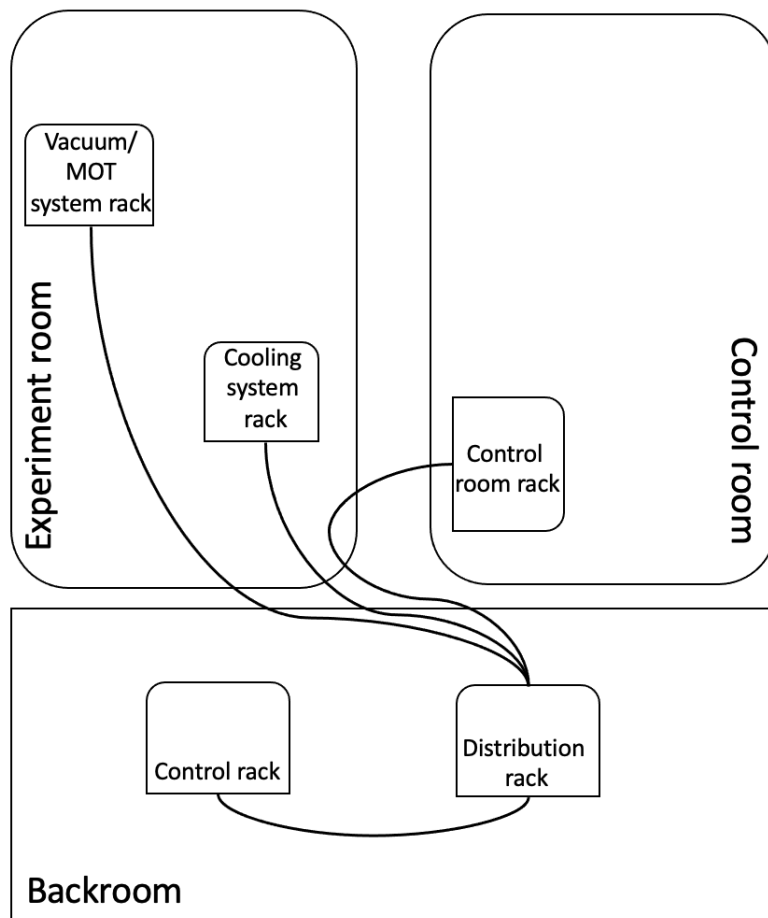 Vacuum/
MOT
system rack
Experiment room
Cooling
system
rack
Control room
Control
room rack
Control rack
Distribution
rack
Backroom